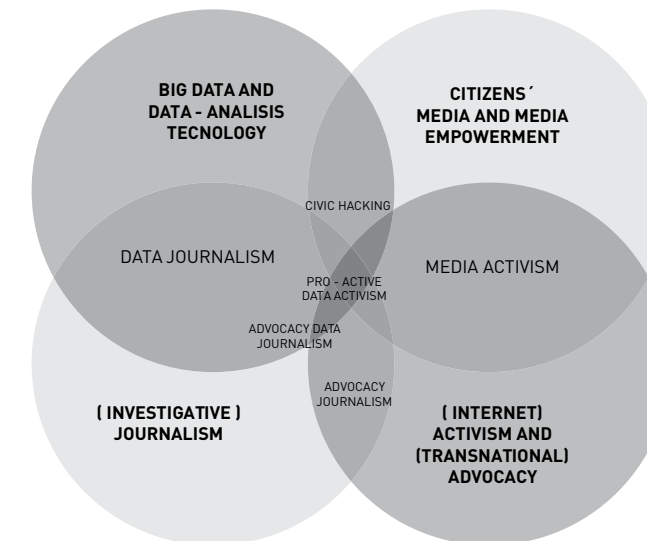 BIG DATA AND
DATA - ANALISIS
TECNOLOGY
CITIZENS´
MEDIA AND MEDIA
EMPOWERMENT
CIVIC HACKING
DATA JOURNALISM
MEDIA ACTIVISM
PRO - ACTIVE
DATA ACTIVISM
ADVOCACY DATA
JOURNALISM
ADVOCACY
JOURNALISM
( INVESTIGATIVE )
JOURNALISM
( INTERNET)
ACTIVISM AND
(TRANSNATIONAL)
ADVOCACY